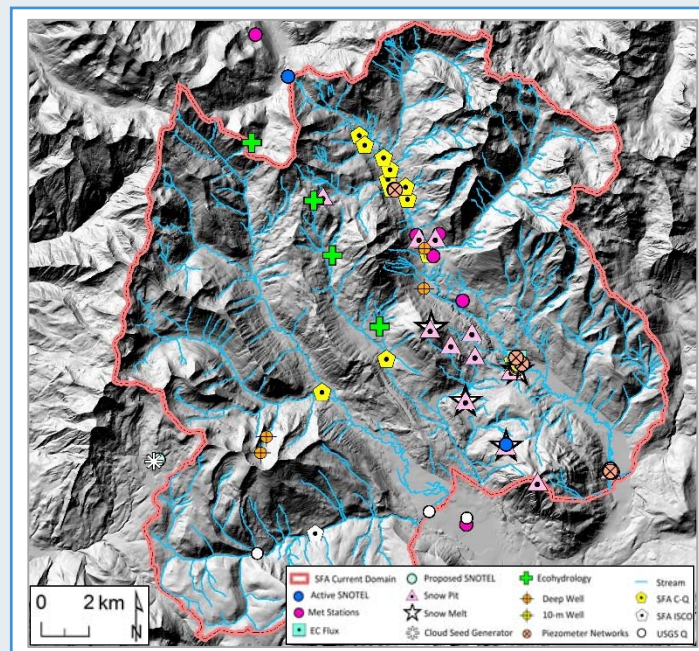 0 2 km N
SFA Current Domain
Active SNOTEL
Met Stations
EC Flux
Proposed SNOTEL
Snow Pit
Snow Melt
Cloud Seed Generator
Ecohydrology
Deep Well
10-m Well
Piezometer Networks
Stream
SFA C-Q
SFA ISCO
USGS Q